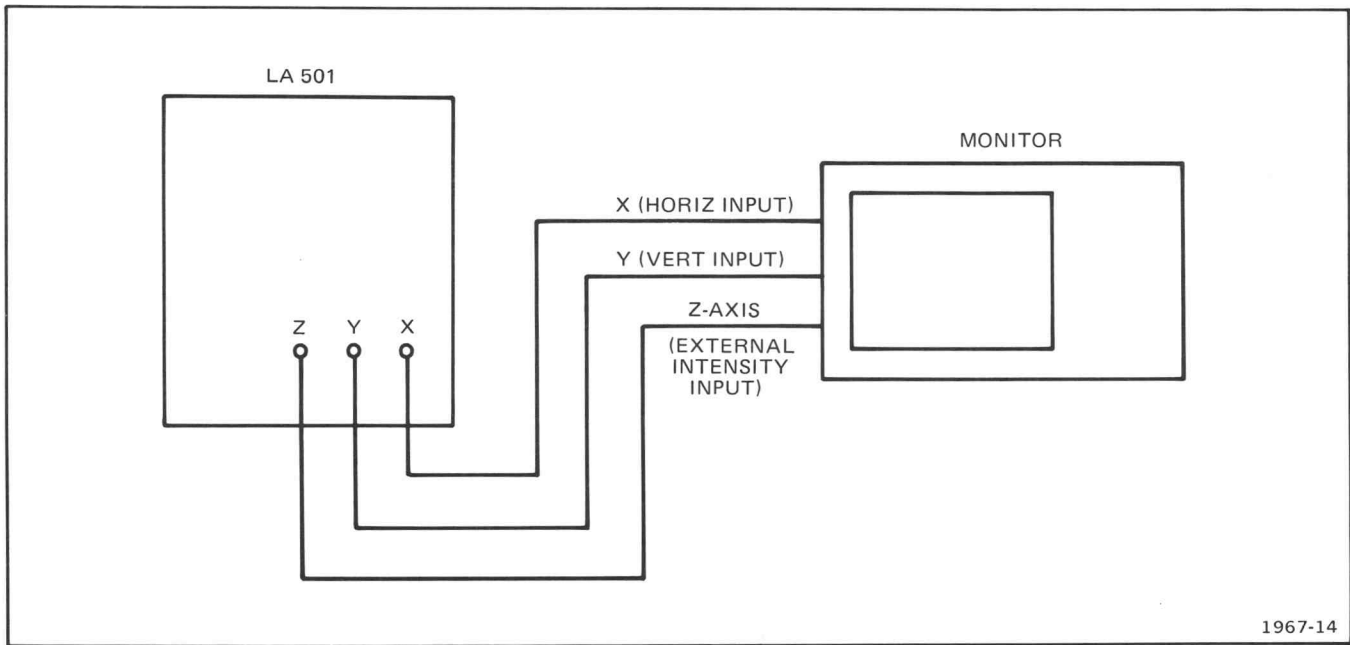 LA 501
MONITOR
X (HORIZ INPUT)
Y (VERT INPUT)
Z-AXIS
(EXTERNAL
INTENSITY
INPUT)
Z Y X
1967-14